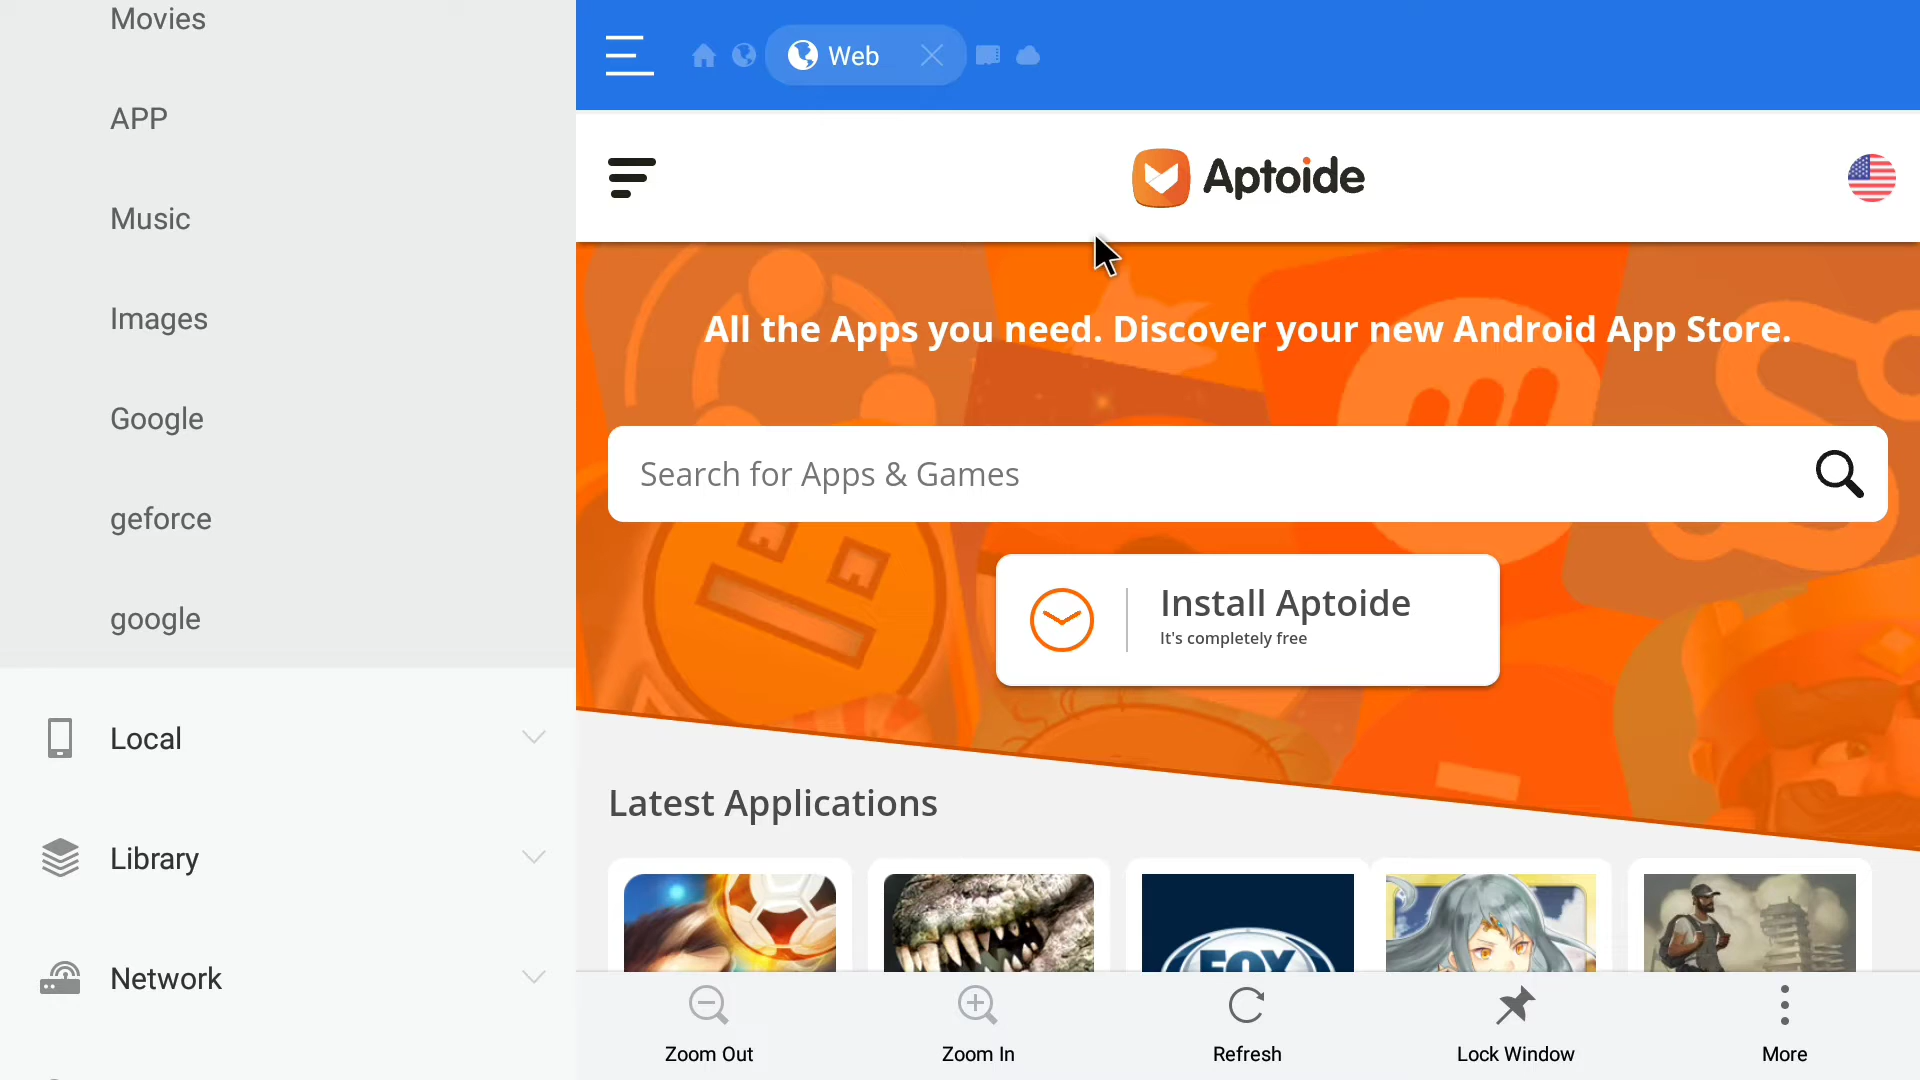 Movies
APP
Music
Images
Google
geforce
google
Local
Library
Network
Web
Aptoide
All the Apps you need. Discover your new Android App Store.
Search for Apps & Games
Install Aptoide
It's completely free
Latest Applications
FOX
Zoom Out
Zoom In
Refresh
Lock Window
More